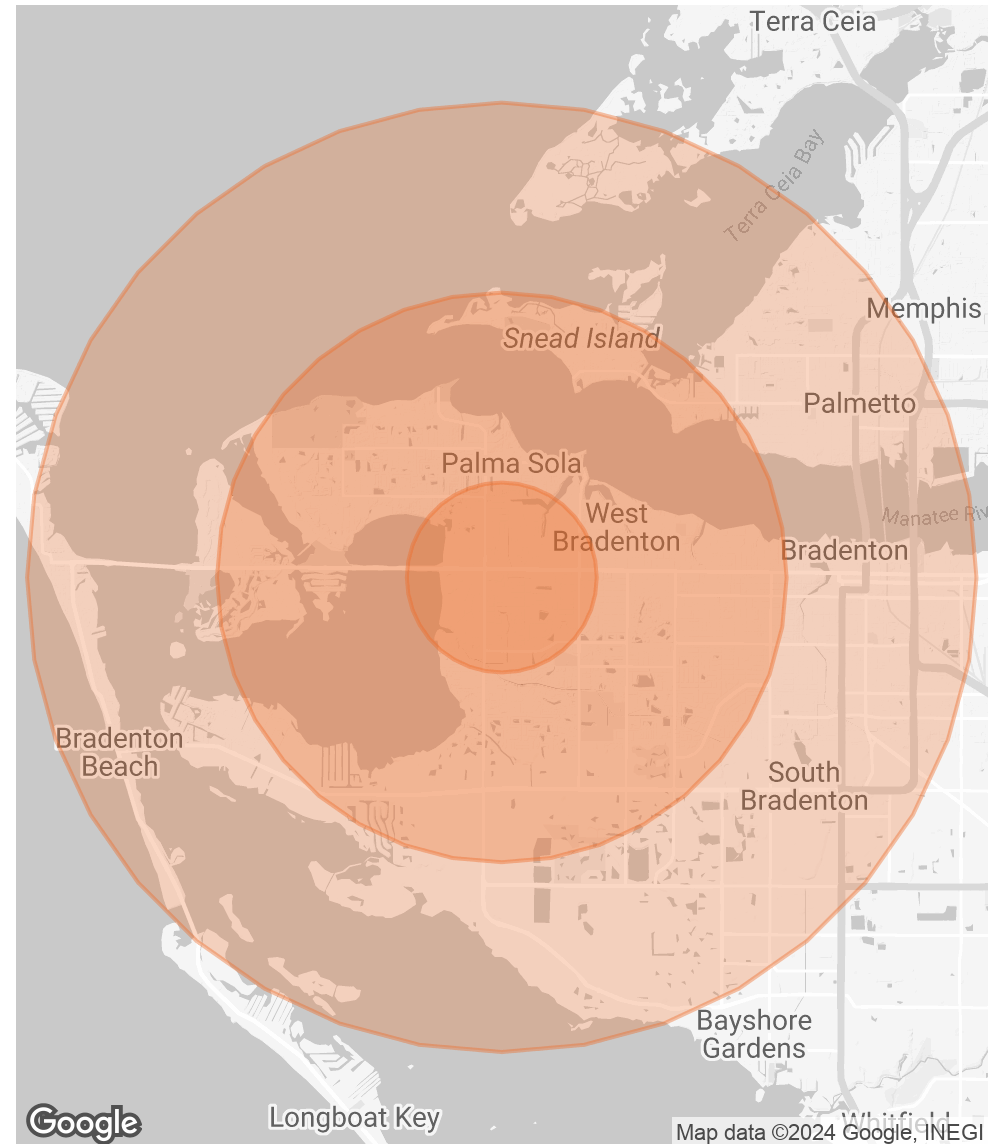 Terra Ceia
Terra Ceia Bay
Memphis
Snead Island
Palmetto
Palma Sola
West
Bradenton
Manatee Riv
Bradenton
Bradenton
Beach
South
Bradenton
Bayshore
Gardens
Longboat Key
Whitfield
Google
Map data ©2024 Google, INEGI